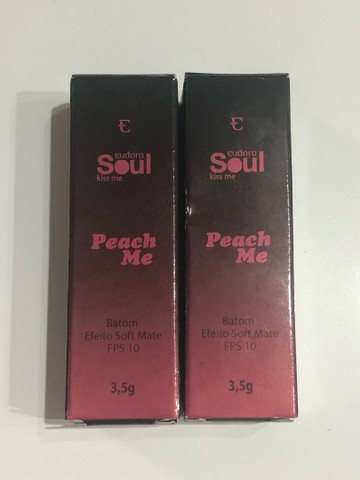 E
eudora
Soul
kiss me
Peach
Me
Batom
Efeito Soft Mate
FPS 10
3,5g
E
eudora
Soul
kiss me
Peach
Me
Batom
Efeito Soft Mate
FPS 10
3,5g